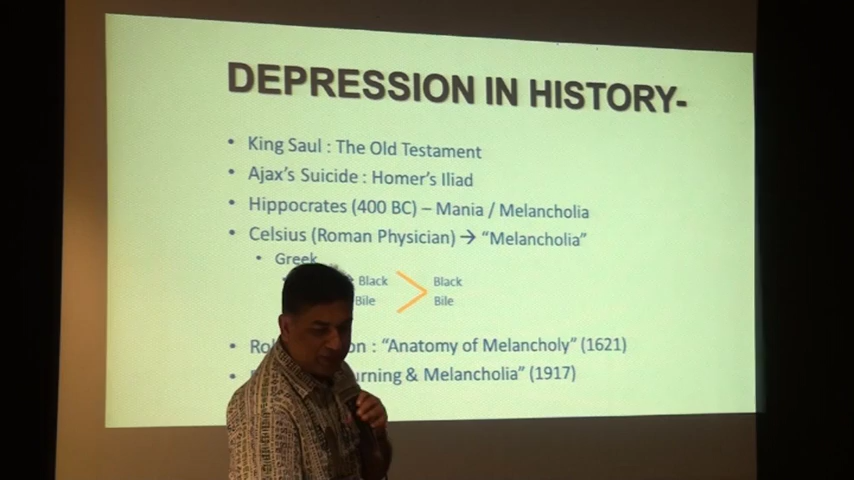 DEPRESSION IN HISTORY-
• King Saul : The Old Testament
• Ajax's Suicide : Homer's Iliad
• Hippocrates (400 BC) – Mania / Melancholia
• Celsius (Roman Physician) → "Melancholia"
• Greek
Black Black
Bile Bile
• : "Anatomy of Melancholy" (1621)
• & Melancholia" (1917)